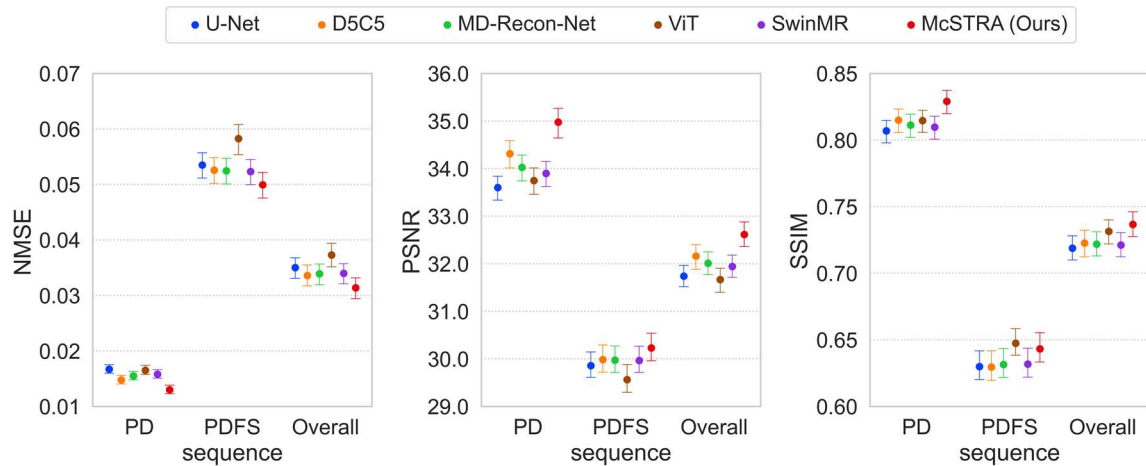 U-Net D5C5 MD-Recon-Net ViT SwinMR McSTRA (Ours)
NMSE
0.07
0.06
0.05
0.04
0.03
0.02
0.01
PD PDFS Overall
sequence
PSNR
36.0
35.0
34.0
33.0
32.0
31.0
30.0
29.0
PD PDFS Overall
sequence
SSIM
0.85
0.80
0.75
0.70
0.65
0.60
PD PDFS Overall
sequence